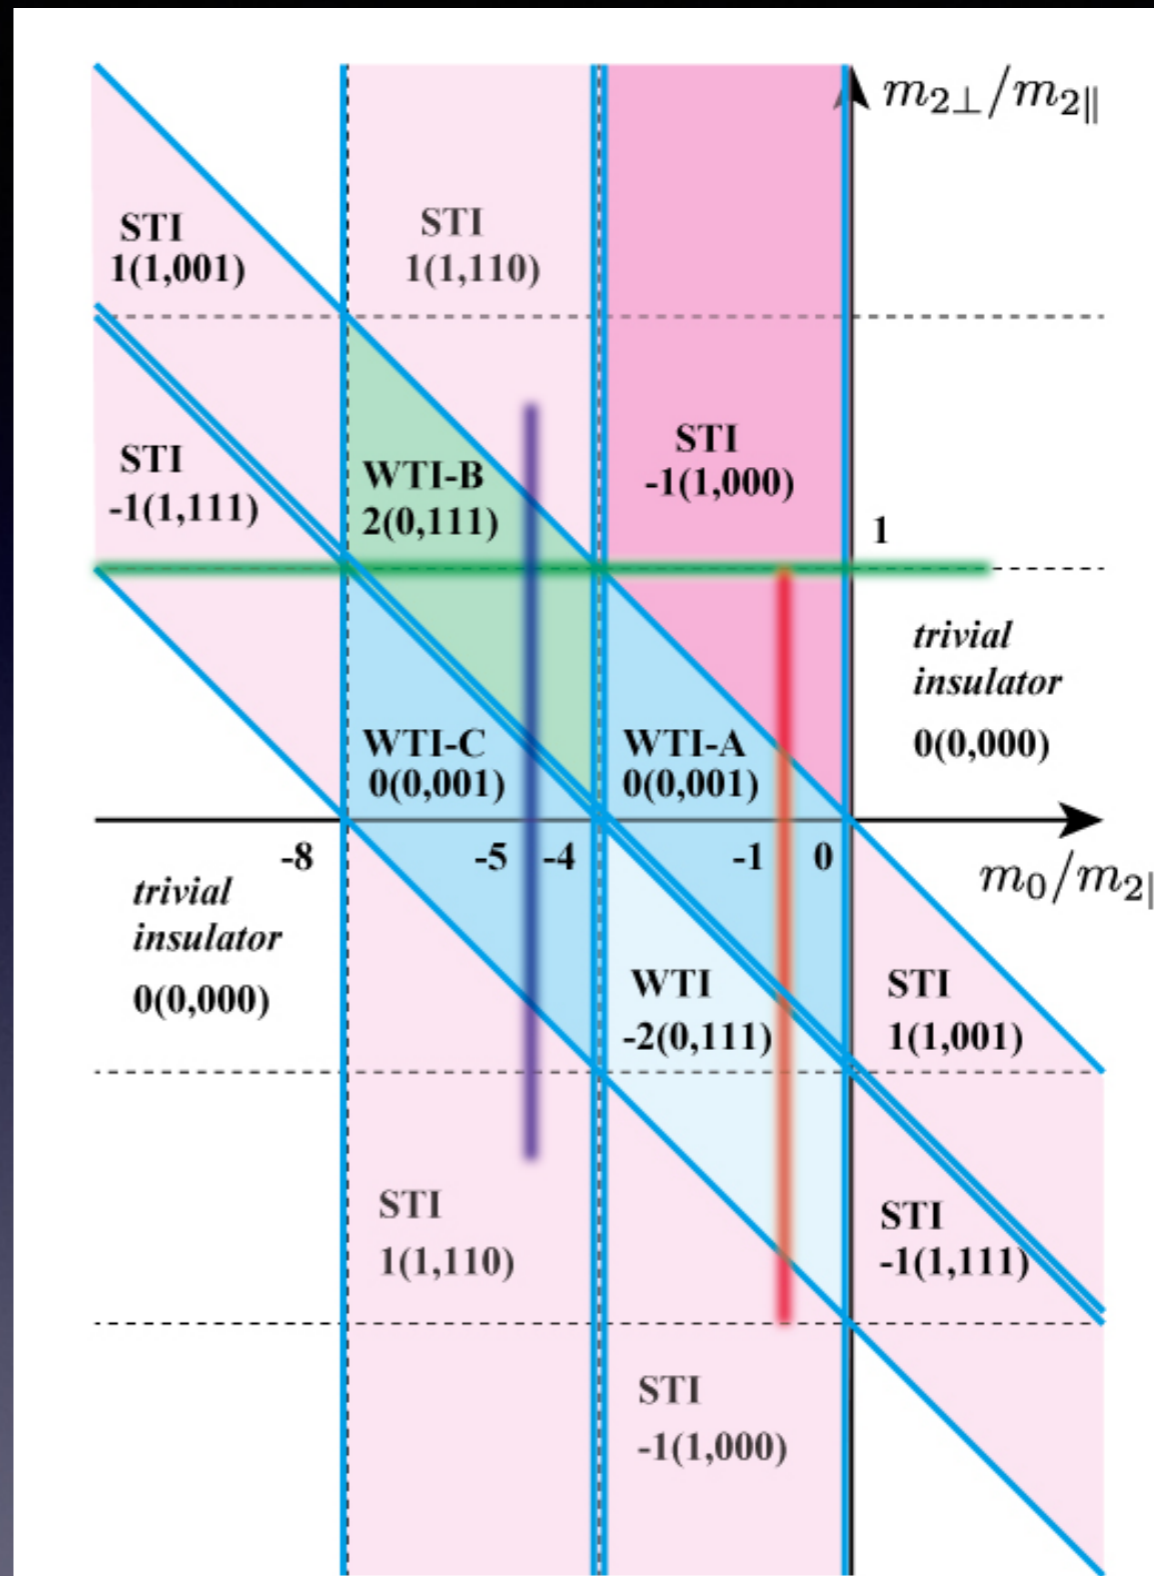 m2⊥/m2∥
STI
1(1,001)
STI
1(1,110)
STI
-1(1,000)
STI
-1(1,111)
WTI-B
2(0,111)
1
trivial
insulator
0(0,000)
WTI-C
0(0,001)
WTI-A
0(0,001)
-8
-5
-4
-1
0
m0/m2|
trivial
insulator
0(0,000)
WTI
-2(0,111)
STI
1(1,001)
STI
1(1,110)
STI
-1(1,111)
STI
-1(1,000)